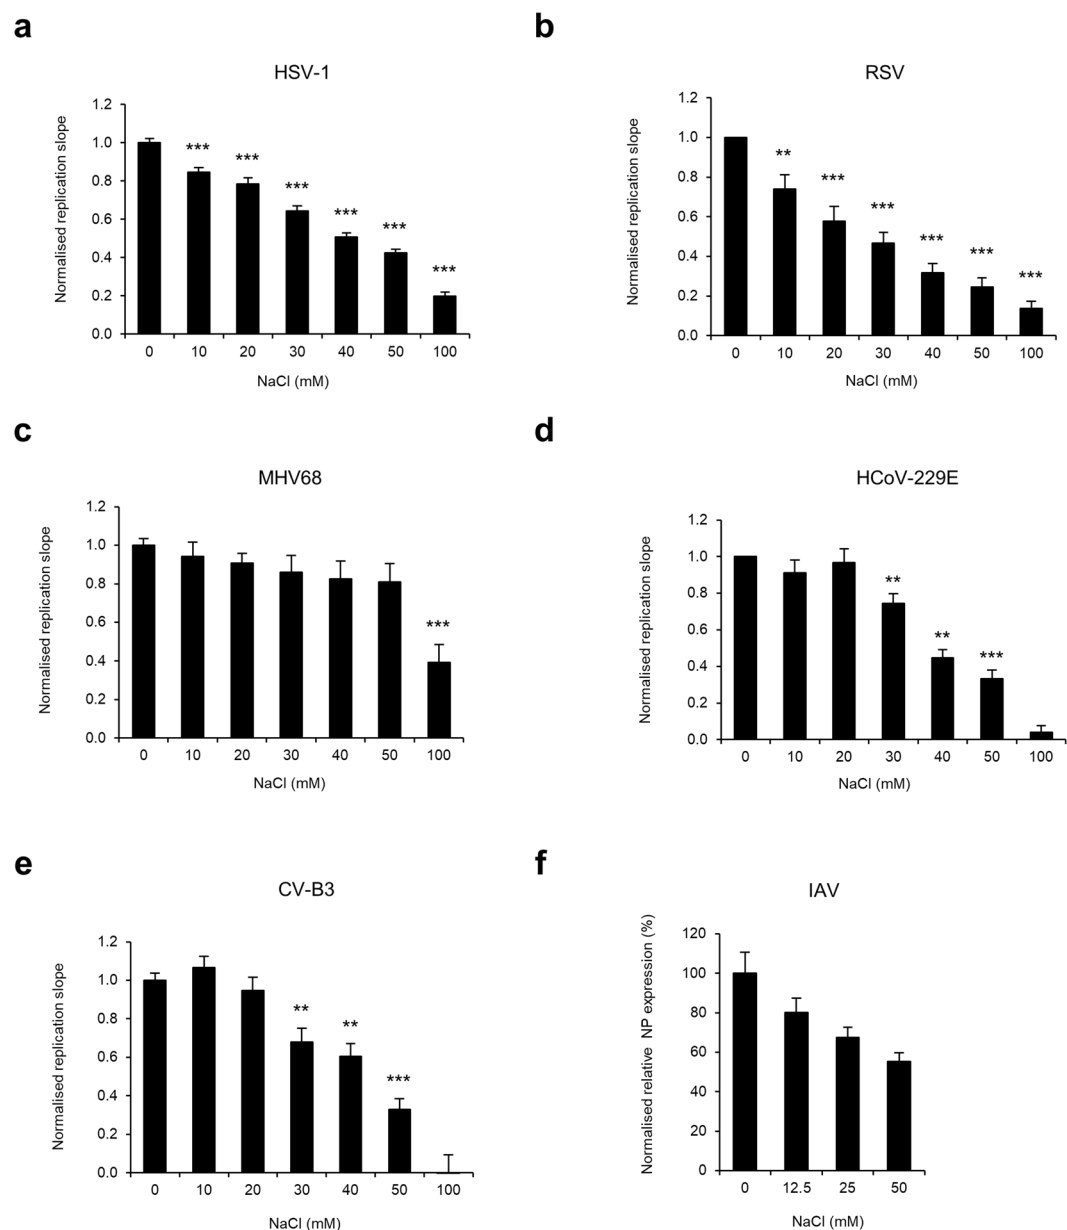 a
HSV-1
Normalised replication slope
1.2
1.0
0.8
0.6
0.4
0.2
0.0
***
***
***
***
***
***
0 10 20 30 40 50 100
NaCl (mM)
b
RSV
Normalised replication slope
1.2
1.0
0.8
0.6
0.4
0.2
0.0
**
***
***
***
***
***
0 10 20 30 40 50 100
NaCl (mM)
c
MHV68
Normalised replication slope
1.2
1.0
0.8
0.6
0.4
0.2
0.0
***
0 10 20 30 40 50 100
NaCl (mM)
d
HCoV-229E
Normalised replication slope
1.2
1.0
0.8
0.6
0.4
0.2
0.0
**
**
***
0 10 20 30 40 50 100
NaCl (mM)
e
CV-B3
Normalised replication slope
1.2
1.0
0.8
0.6
0.4
0.2
0.0
**
**
***
0 10 20 30 40 50 100
NaCl (mM)
f
IAV
Normalised relative NP expression (%)
120
100
80
60
40
20
0
0 12.5 25 50
NaCl (mM)